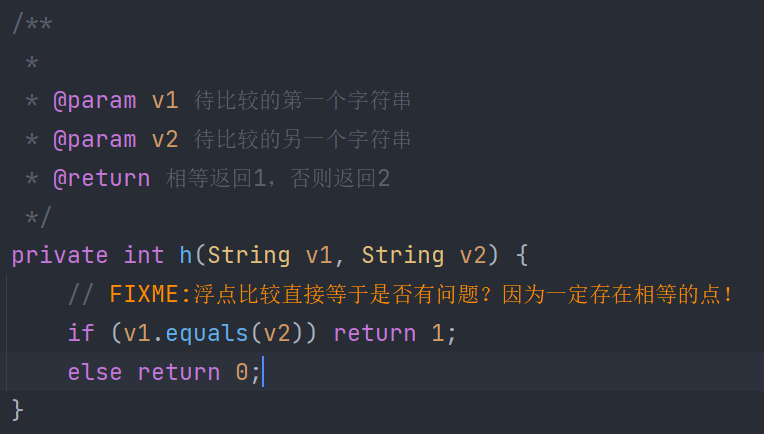 /**
 *
 * @param v1 待比较的第一个字符串
 * @param v2 待比较的另一个字符串
 * @return 相等返回1，否则返回2
 */
private int h(String v1, String v2) {
    // FIXME:浮点比较直接等于是否有问题？因为一定存在相等的点！
    if (v1.equals(v2)) return 1;
    else return 0;
}